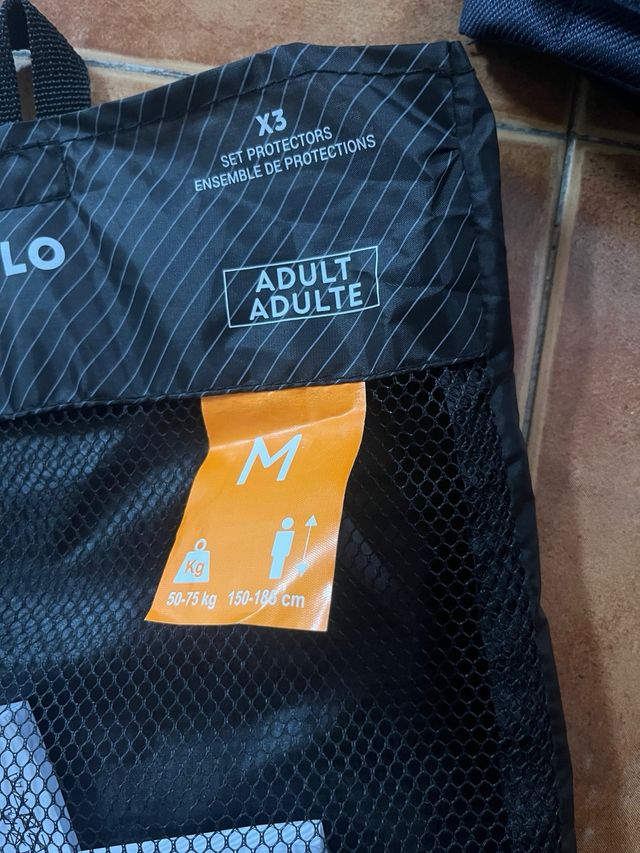 X3
SET PROTECTORS
ENSEMBLE DE PROTECTIONS
LO
ADULT
ADULTE
M
Kg
50-75 kg 150-185 cm